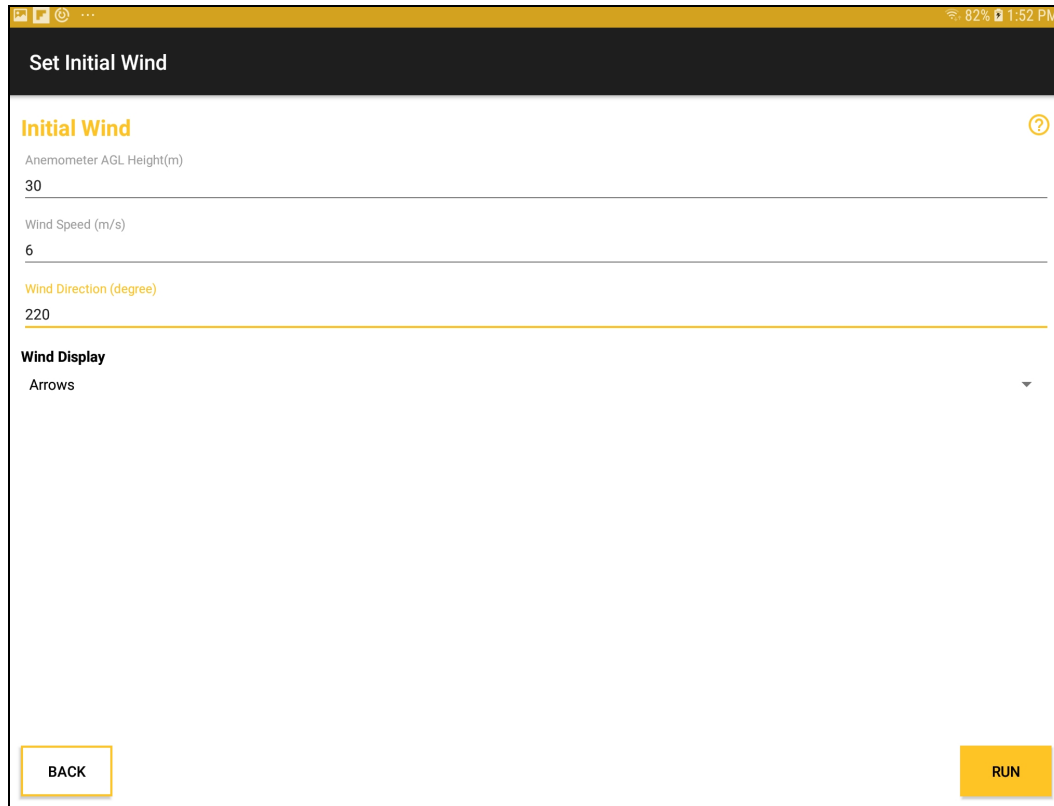 82% 1:52 PM
Set Initial Wind
Initial Wind
Anemometer AGL Height(m)
30
Wind Speed (m/s)
6
Wind Direction (degree)
220
Wind Display
Arrows
BACK
RUN